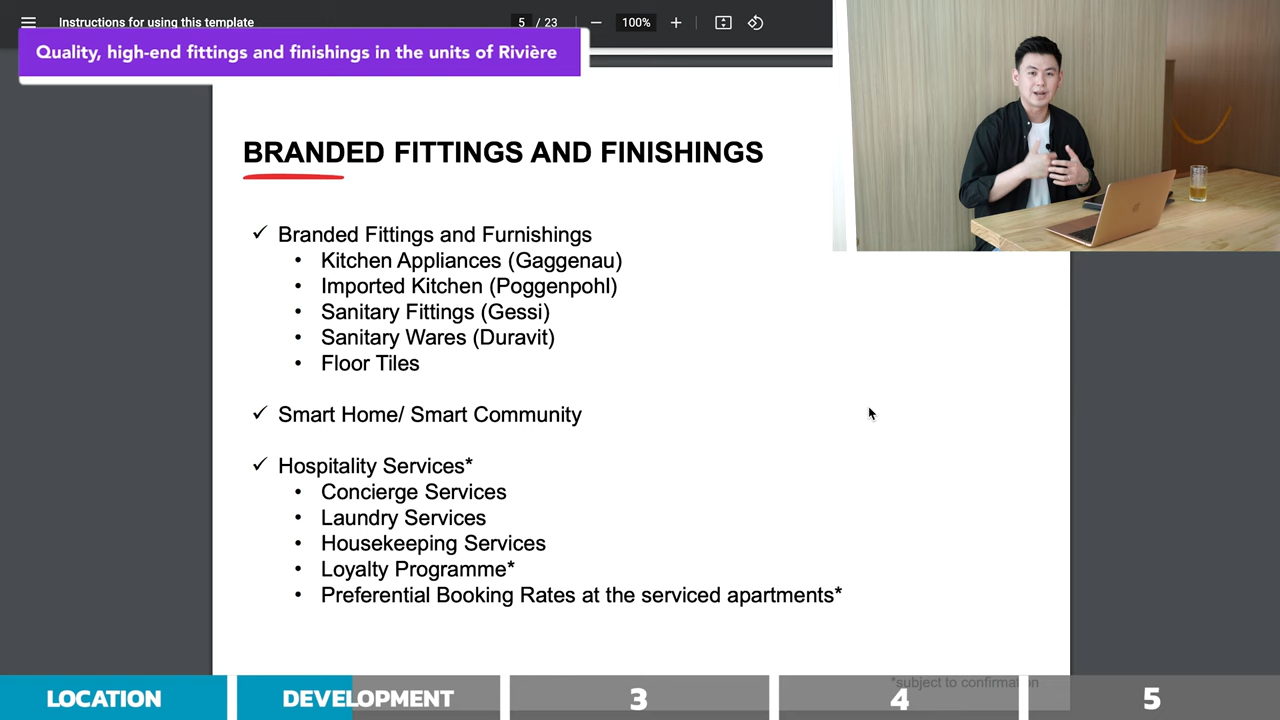 Instructions for using this template
5 / 23
100%
Quality, high-end fittings and finishings in the units of Rivière
BRANDED FITTINGS AND FINISHINGS
✓ Branded Fittings and Furnishings
• Kitchen Appliances (Gaggenau)
• Imported Kitchen (Poggenpohl)
• Sanitary Fittings (Gessi)
• Sanitary Wares (Duravit)
• Floor Tiles
✓ Smart Home/ Smart Community
✓ Hospitality Services*
• Concierge Services
• Laundry Services
• Housekeeping Services
• Loyalty Programme*
• Preferential Booking Rates at the serviced apartments*
*subject to confirmation
LOCATION
DEVELOPMENT
3
4
5